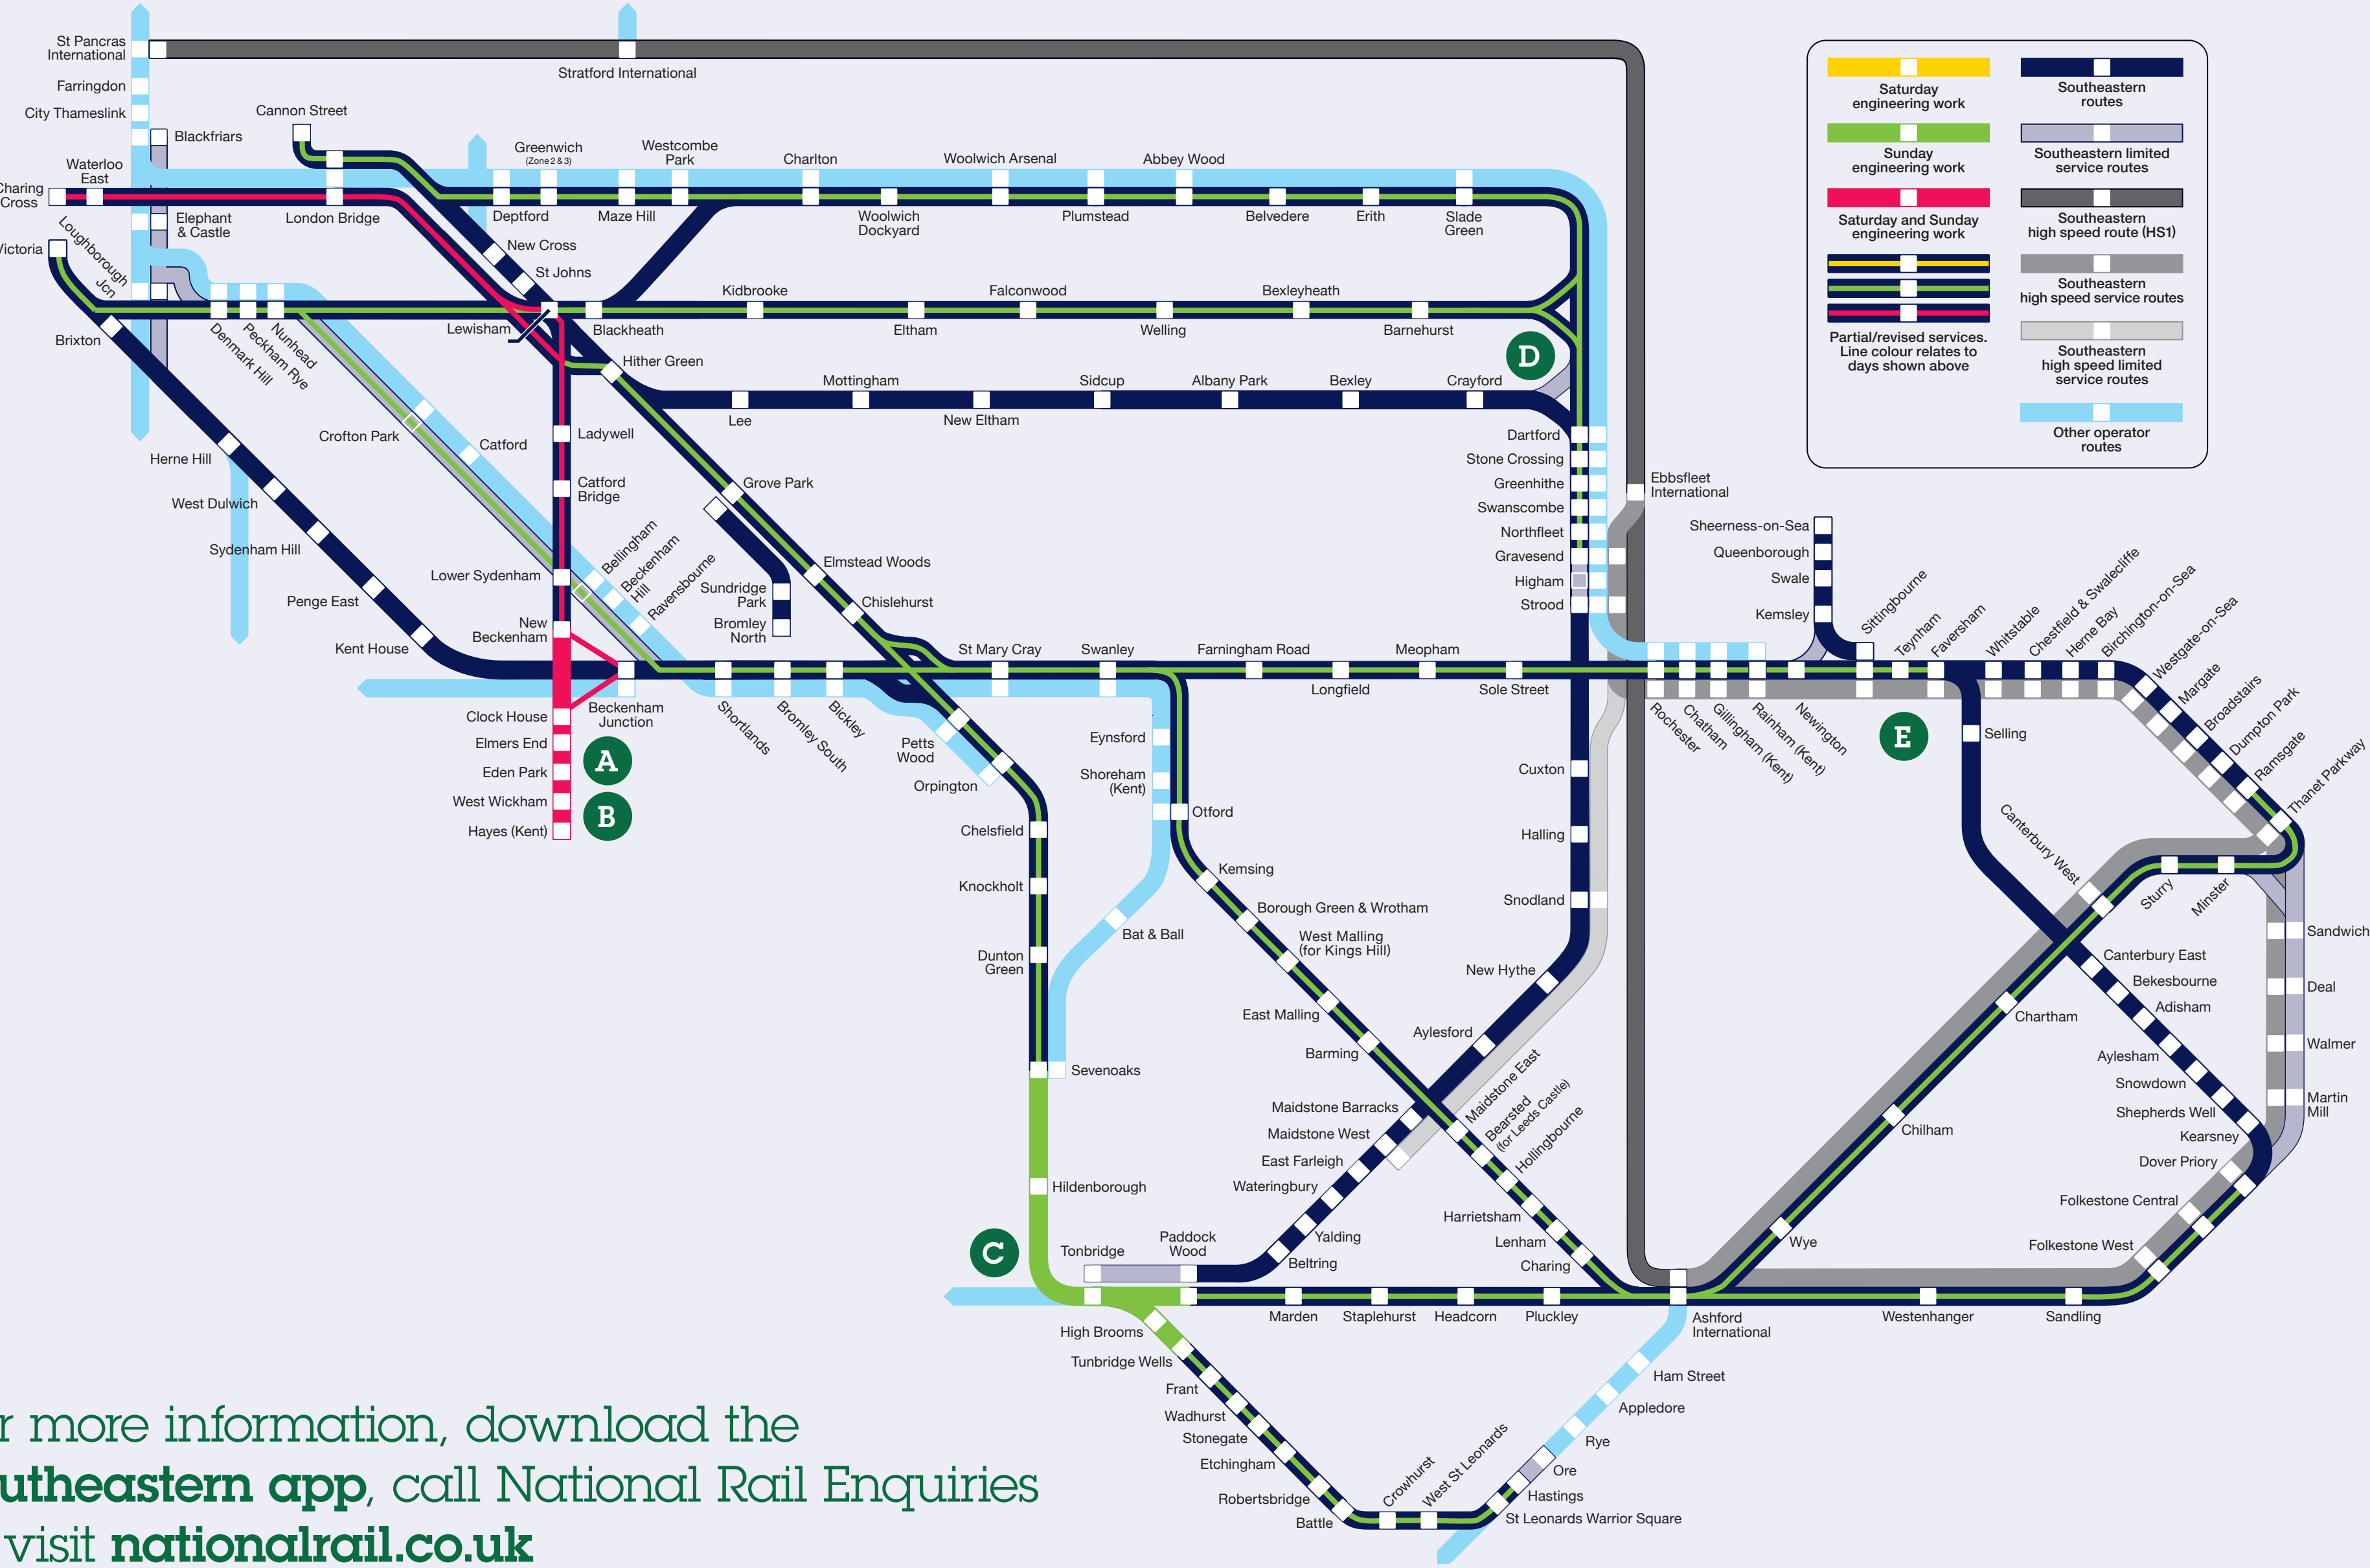 St Pancras
International
Stratford International
Farringdon
City Thameslink
Blackfriars
Cannon Street
Waterloo
East
Charing
Cross
Elephant
& Castle
London Bridge
Victoria
Loughborough
Jcn
Brixton
Greenwich
(Zone 2 & 3)
Westcombe
Park
Charlton
Woolwich Arsenal
Abbey Wood
Deptford
Maze Hill
Woolwich
Dockyard
Plumstead
Belvedere
Erith
Slade
Green
New Cross
St Johns
Lewisham
Blackheath
Kidbrooke
Eltham
Falconwood
Welling
Bexleyheath
Barnehurst
Denmark Hill
Peckham Rye
Nunhead
Hither Green
Lee
Mottingham
New Eltham
Sidcup
Albany Park
Bexley
Crayford
D
Crofton Park
Catford
Ladywell
Catford
Bridge
Herne Hill
West Dulwich
Sydenham Hill
Penge East
Kent House
Lower Sydenham
Bellingham
Beckenham
Hill
Ravensbourne
New
Beckenham
Clock House
Elmers End
Eden Park
West Wickham
Hayes (Kent)
A
B
Beckenham
Junction
Grove Park
Sundridge
Park
Bromley
North
Elmstead Woods
Chislehurst
Shortlands
Bromley South
Bickley
Petts
Wood
Orpington
St Mary Cray
Swanley
Farningham Road
Longfield
Meopham
Sole Street
Dartford
Stone Crossing
Greenhithe
Swanscombe
Northfleet
Gravesend
Higham
Strood
Ebbsfleet
International
Saturday
engineering work
Sunday
engineering work
Saturday and Sunday
engineering work
Partial/revised services.
Line colour relates to
days shown above
Southeastern
routes
Southeastern limited
service routes
Southeastern
high speed route (HS1)
Southeastern
high speed service routes
Southeastern
high speed limited
service routes
Other operator
routes
Sheerness-on-Sea
Queenborough
Swale
Kemsley
Sittingbourne
Teynham
Faversham
Whitstable
Chestfield & Swalecliffe
Herne Bay
Birchington-on-Sea
Westgate-on-Sea
Margate
Broadstairs
Dumpton Park
Ramsgate
Thanet Parkway
Rochester
Chatham
Gillingham (Kent)
Rainham (Kent)
Newington
E
Selling
Eynsford
Shoreham
(Kent)
Otford
Kemsing
Borough Green & Wrotham
West Malling
(for Kings Hill)
East Malling
Barming
Bat & Ball
Chelsfield
Knockholt
Dunton
Green
Sevenoaks
Hildenborough
C
Tonbridge
Paddock
Wood
Cuxton
Halling
Snodland
New Hythe
Aylesford
Maidstone East
Bearsted
(for Leeds Castle)
Hollingbourne
Maidstone Barracks
Maidstone West
East Farleigh
Wateringbury
Yalding
Beltring
Harrietsham
Lenham
Charing
Marden
Staplehurst
Headcorn
Pluckley
Ashford
International
Westenhanger
Sandling
Wye
Chilham
Chartham
Canterbury West
Sturry
Minster
Canterbury East
Bekesbourne
Adisham
Aylesham
Snowdown
Shepherds Well
Kearsney
Dover Priory
Folkestone Central
Folkestone West
Sandwich
Deal
Walmer
Martin
Mill
High Brooms
Tunbridge Wells
Frant
Wadhurst
Stonegate
Etchingham
Robertsbridge
Battle
Crowhurst
West St Leonards
St Leonards Warrior Square
Hastings
Ore
Rye
Appledore
Ham Street
r more information, download the
utheastern app, call National Rail Enquiries
visit nationalrail.co.uk